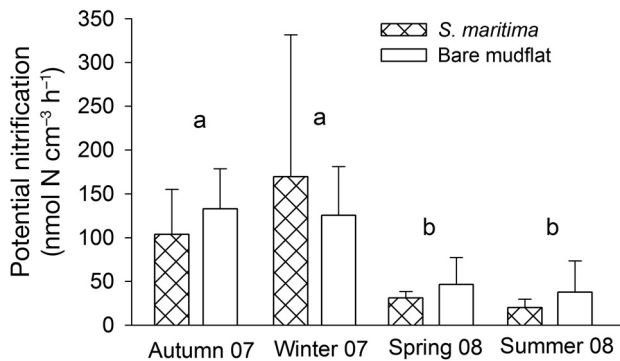 Potential nitrification
(nmol N cm⁻³ h⁻¹)
350
300
250
200
150
100
50
0
S. maritima
Bare mudflat
a
a
b
b
Autumn 07
Winter 07
Spring 08
Summer 08